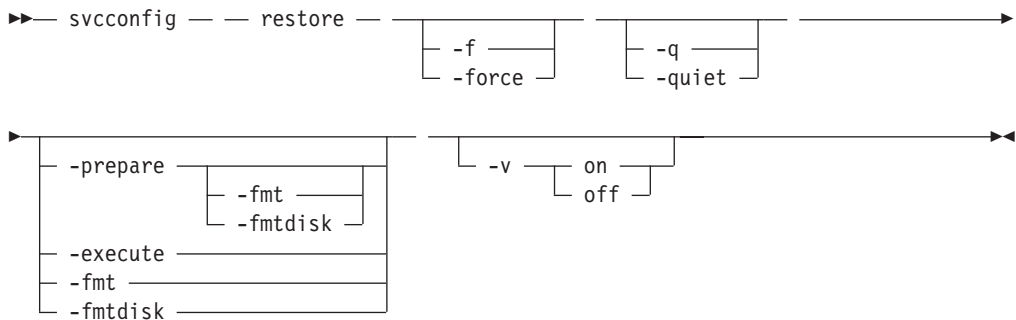 svcconfig restore
-f
-force
-q
-quiet
-prepare
-fmt
-fmtdisk
-execute
-fmt
-fmtdisk
-v on
off